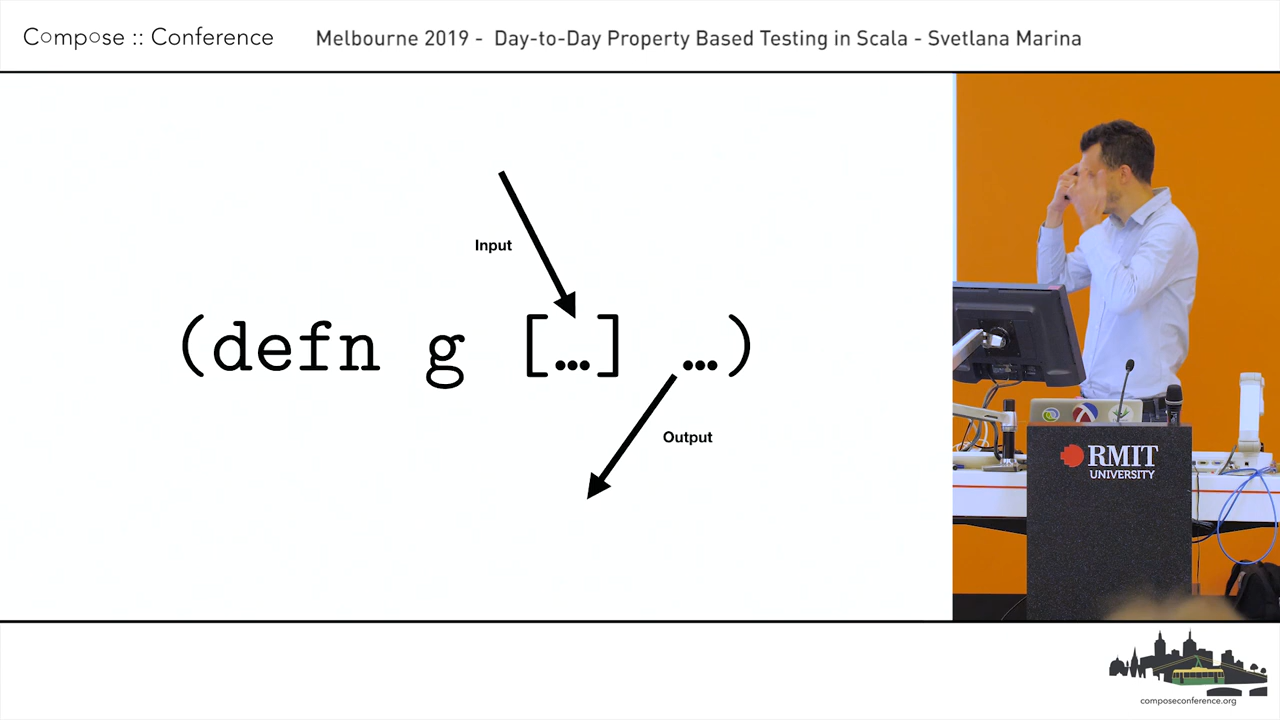 Compose :: Conference
Melbourne 2019 - Day-to-Day Property Based Testing in Scala - Svetlana Marina
Input
(defn g […] …)
Output
RMIT
UNIVERSITY
composeconference.org